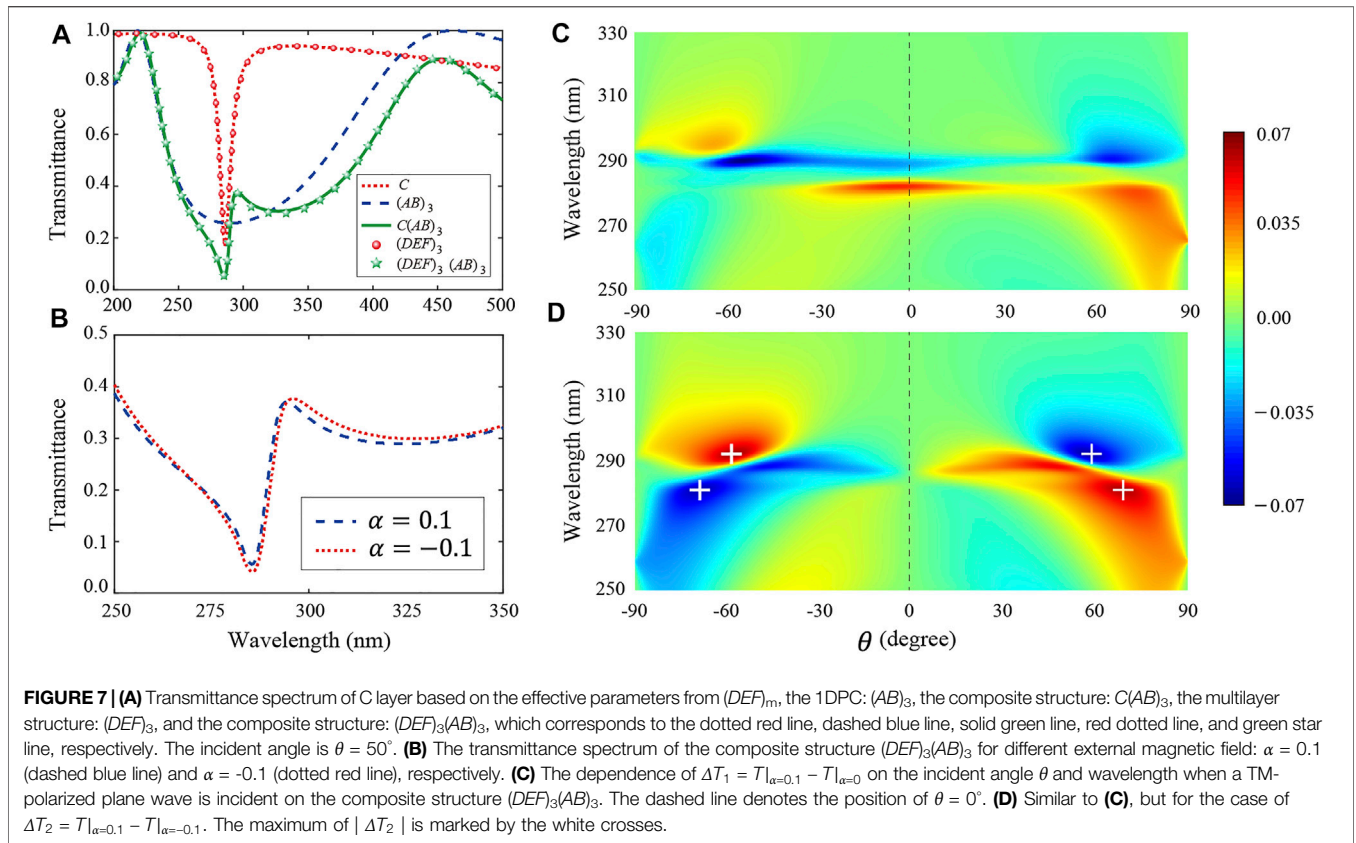 A
1.0
0.8
0.6
0.4
0.2
0.0
Transmittance
200 250 300 350 400 450 500
C
(AB)3
C(AB)3
(DEF)3
(DEF)3 (AB)3
B
0.5
0.4
0.3
0.2
0.1
0.0
Transmittance
250 275 300 350
α = 0.1
α = −0.1
Wavelength (nm)
C
330
310
290
270
250
Wavelength (nm)
-90 -60 -30 0 30 60 90
D
330
310
290
270
250
Wavelength (nm)
-90 -60 -30 0 30 60 90
θ (degree)
0.07
0.035
0.00
−0.035
−0.07
FIGURE 7 | (A) Transmittance spectrum of C layer based on the effective parameters from (DEF)m, the 1DPC: (AB)3, the composite structure: C(AB)3, the multilayer
structure: (DEF)3, and the composite structure: (DEF)3(AB)3, which corresponds to the dotted red line, dashed blue line, solid green line, red dotted line, and green star
line, respectively. The incident angle is θ = 50°. (B) The transmittance spectrum of the composite structure (DEF)3(AB)3 for different external magnetic field: α = 0.1
(dashed blue line) and α = -0.1 (dotted red line), respectively. (C) The dependence of ΔT1 = T|α=0.1 − T|α=0 on the incident angle θ and wavelength when a TM-
polarized plane wave is incident on the composite structure (DEF)3(AB)3. The dashed line denotes the position of θ = 0°. (D) Similar to (C), but for the case of
ΔT2 = T|α=0.1 − T|α=−0.1. The maximum of | ΔT2 | is marked by the white crosses.